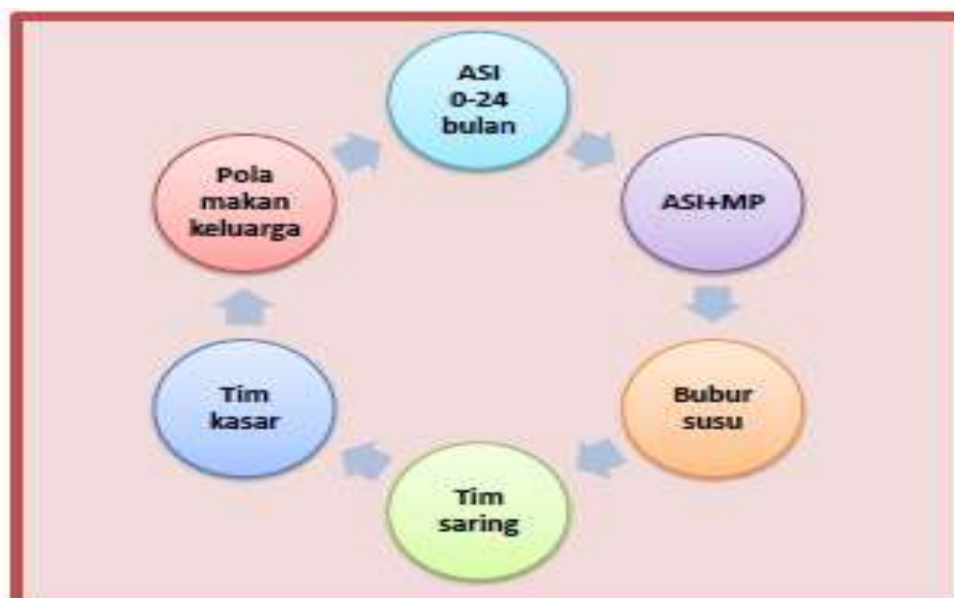 ASI
0-24
bulan
ASI+MP
Bubur
susu
Tim
saring
Tim
kasar
Pola
makan
keluarga